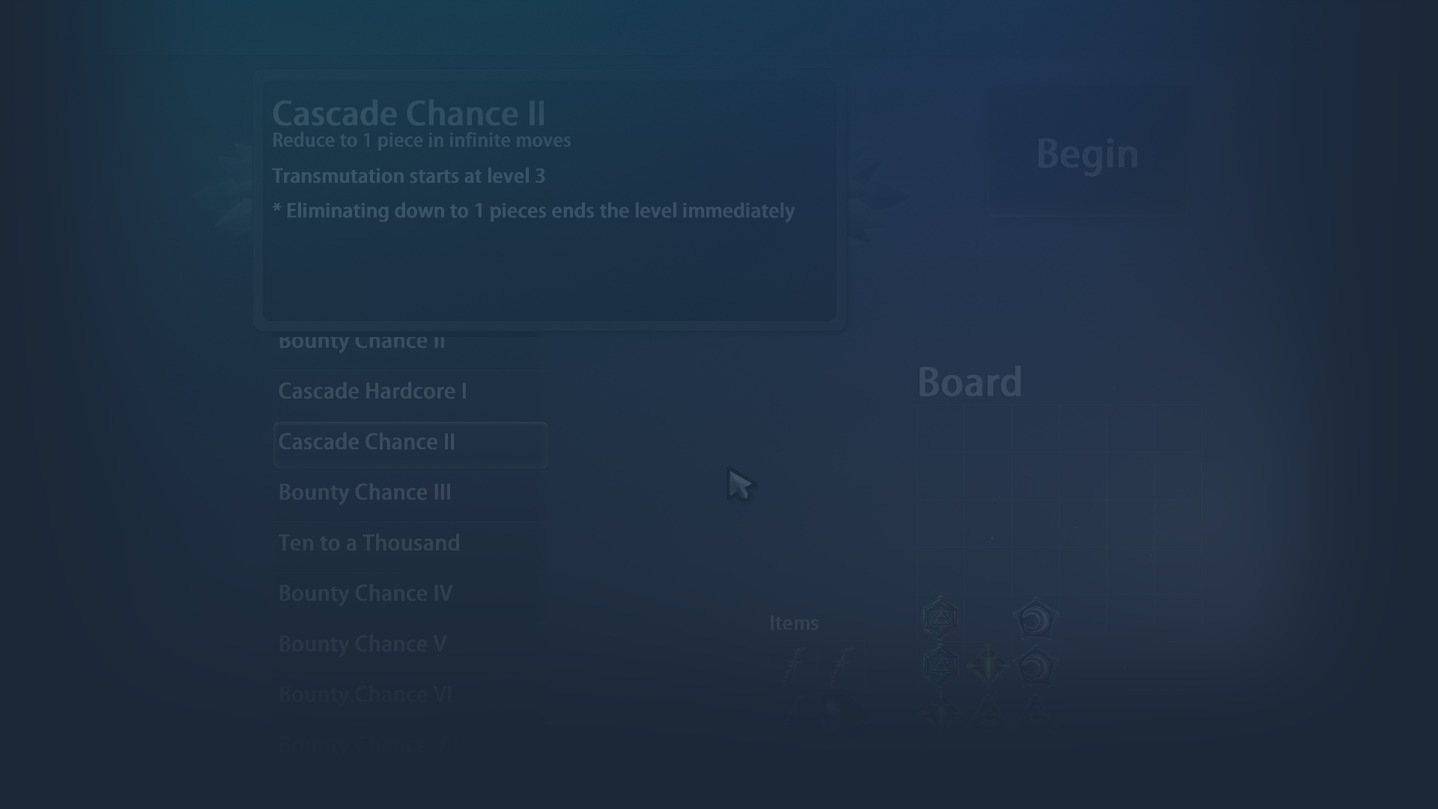 Cascade Chance II
Reduce to 1 piece in infinite moves
Transmutation starts at level 3
* Eliminating down to 1 pieces ends the level immediately
Begin
Bounty Chance II
Cascade Hardcore I
Cascade Chance II
Bounty Chance III
Ten to a Thousand
Bounty Chance IV
Bounty Chance V
Bounty Chance VI
Board
Items